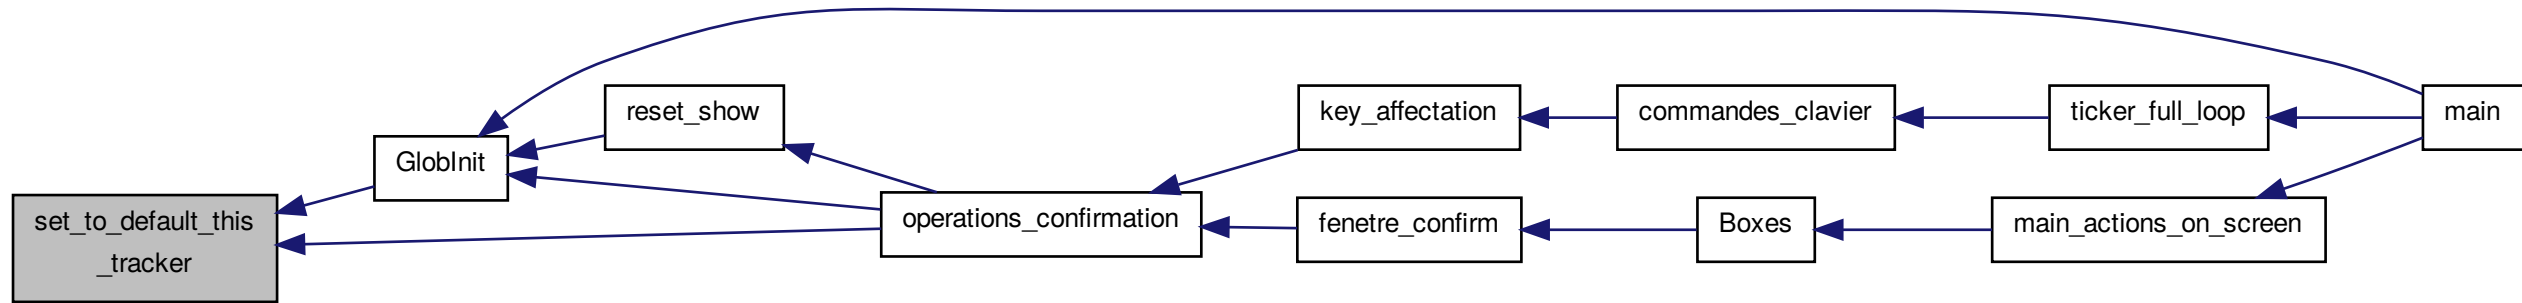 set_to_default_this
_tracker
GlobInit
reset_show
operations_confirmation
key_affectation
fenetre_confirm
commandes_clavier
Boxes
ticker_full_loop
main_actions_on_screen
main